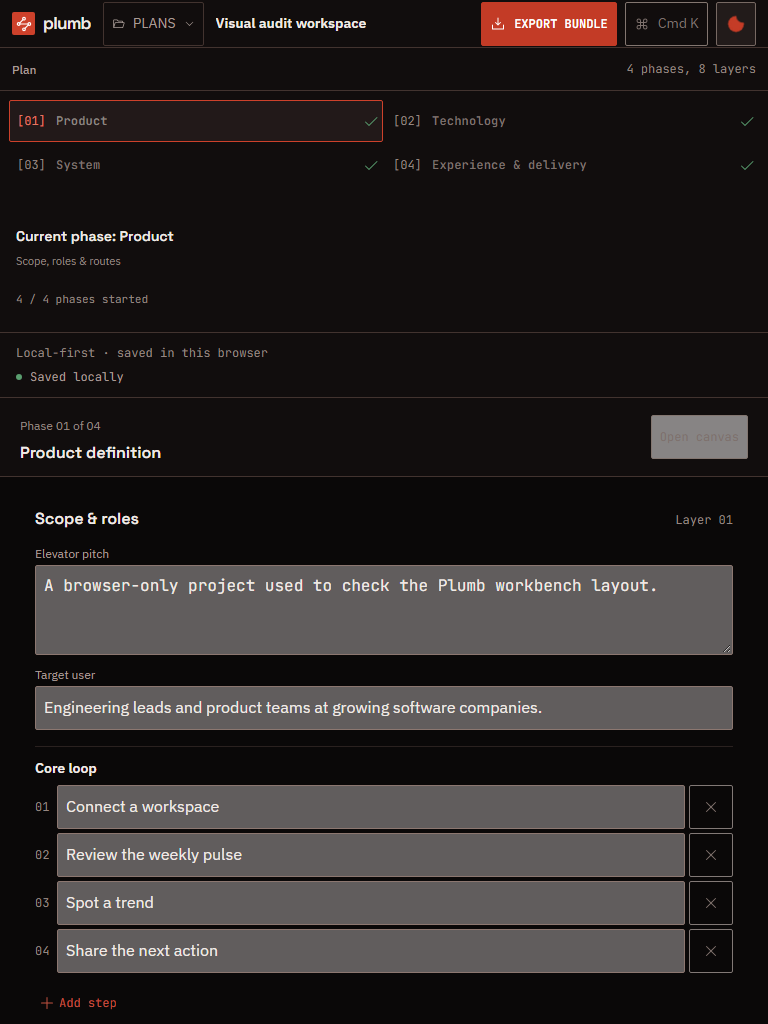 plumb PLANS Visual audit workspace EXPORT BUNDLE ⌘ Cmd K
Plan 4 phases, 8 layers
[01] Product [02] Technology
[03] System [04] Experience & delivery
Current phase: Product
Scope, roles & routes
4 / 4 phases started
Local-first · saved in this browser
Saved locally
Phase 01 of 04
Product definition Open canvas
Scope & roles Layer 01
Elevator pitch
A browser-only project used to check the Plumb workbench layout.
Target user
Engineering leads and product teams at growing software companies.
Core loop
01 Connect a workspace
02 Review the weekly pulse
03 Spot a trend
04 Share the next action
+ Add step